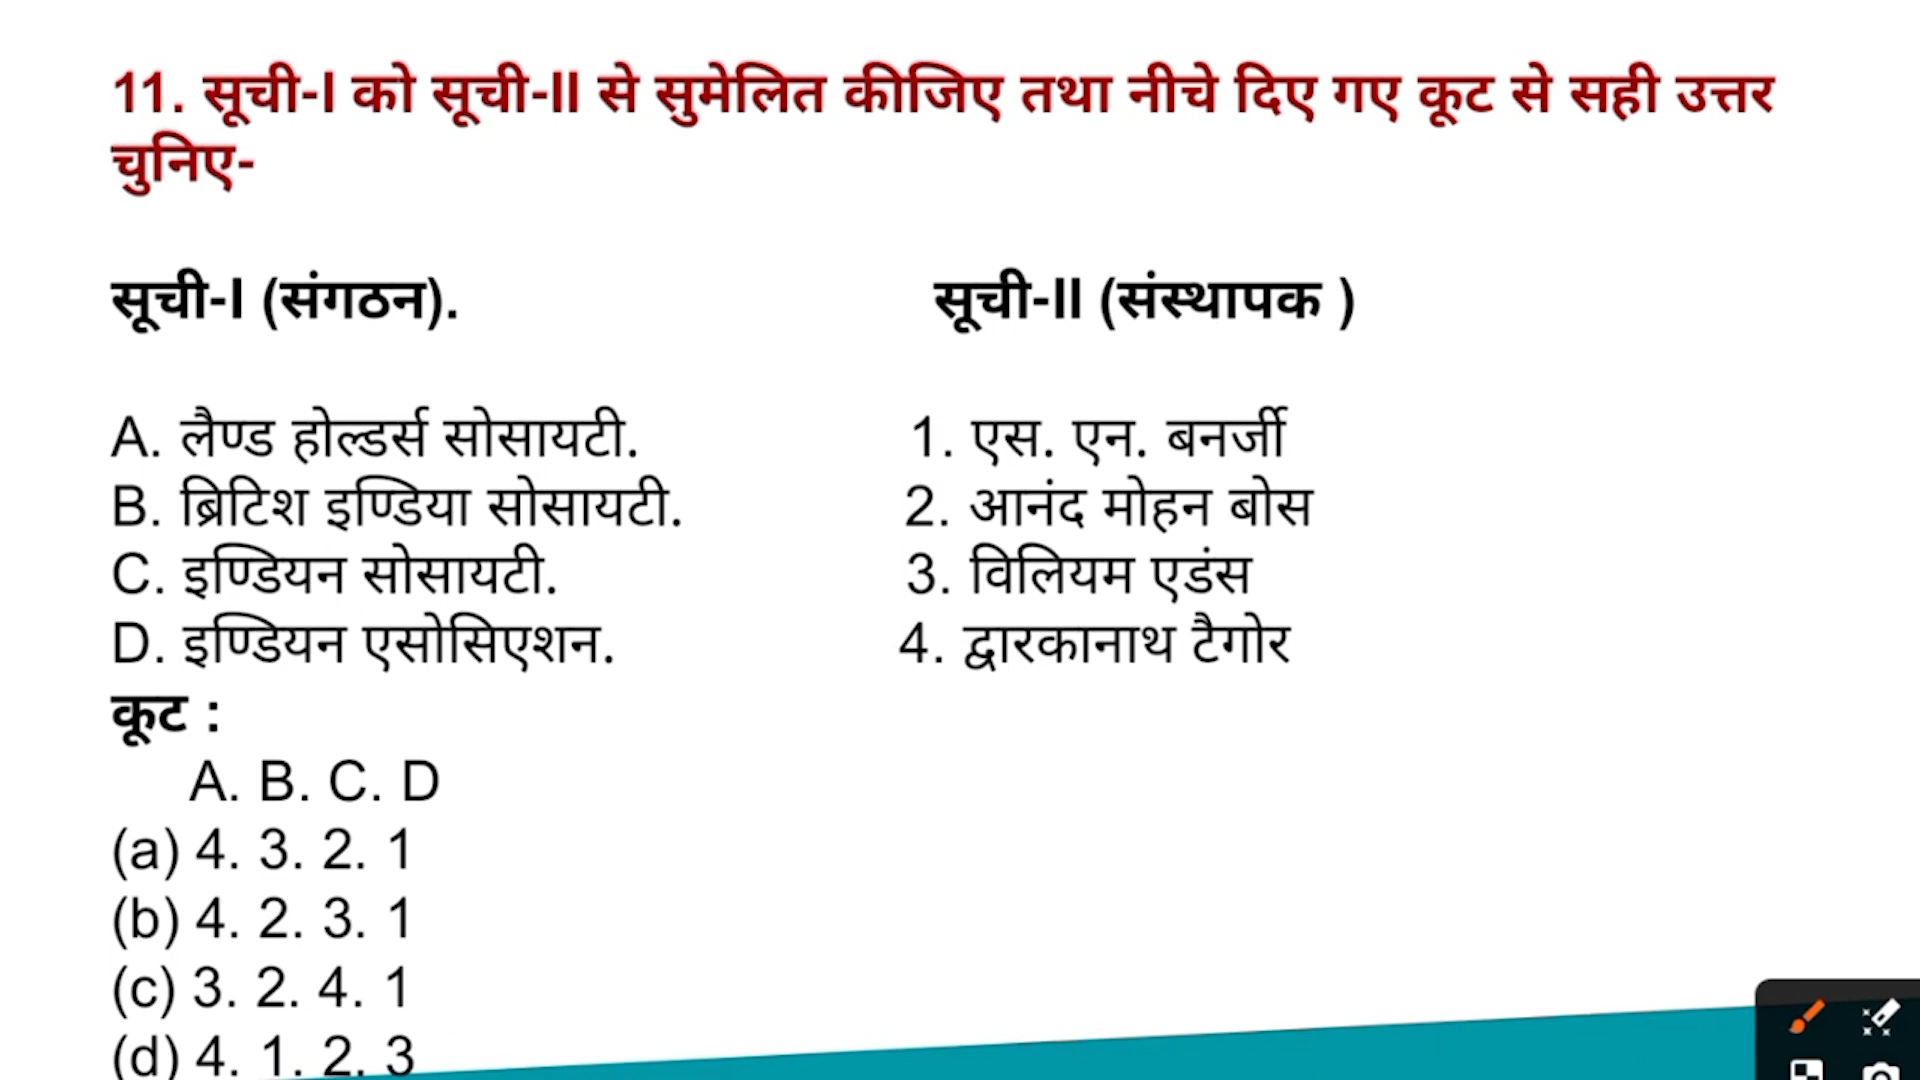 11. सूची-I को सूची-II से सुमेलित कीजिए तथा नीचे दिए गए कूट से सही उत्तर
चुनिए-
सूची-I (संगठन). सूची-II (संस्थापक )
A. लैण्ड होल्डर्स सोसायटी. 1. एस. एन. बनर्जी
B. ब्रिटिश इण्डिया सोसायटी. 2. आनंद मोहन बोस
C. इण्डियन सोसायटी. 3. विलियम एडंस
D. इण्डियन एसोसिएशन. 4. द्वारकानाथ टैगोर
कूट :
A. B. C. D
(a) 4. 3. 2. 1
(b) 4. 2. 3. 1
(c) 3. 2. 4. 1
(d) 4. 1. 2. 3